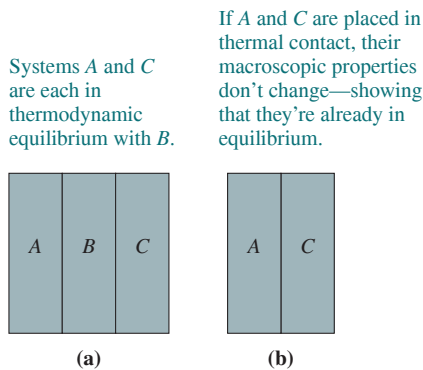 Systems A and C
are each in
thermodynamic
equilibrium with B.
If A and C are placed in
thermal contact, their
macroscopic properties
don't change—showing
that they're already in
equilibrium.
A B C
A C
(a)
(b)